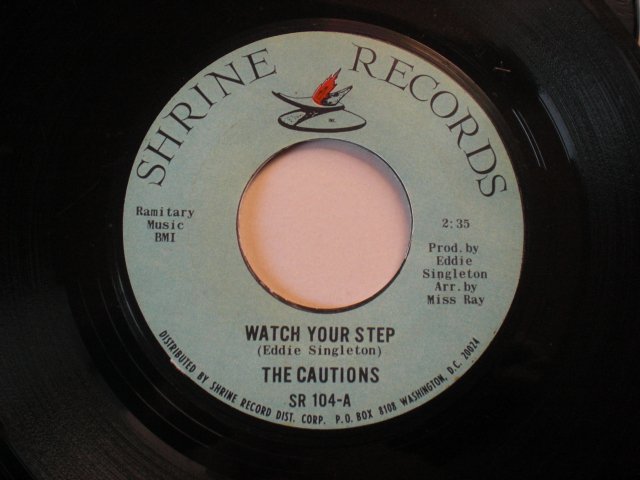 SHRINE RECORDS
INC.
Ramitary
Music
BMI
2:35
Prod. by
Eddie
Singleton
Arr. by
Miss Ray
WATCH YOUR STEP
(Eddie Singleton)
THE CAUTIONS
SR 104-A
DISTRIBUTED BY SHRINE RECORD DIST. CORP. P.O. BOX 8108 WASHINGTON, D.C. 20024